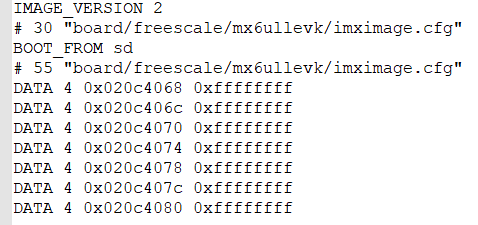 IMAGE_VERSION 2
# 30 "board/freescale/mx6ullevk/imximage.cfg"
BOOT_FROM sd
# 55 "board/freescale/mx6ullevk/imximage.cfg"
DATA 4 0x020c4068 0xffffffff
DATA 4 0x020c406c 0xffffffff
DATA 4 0x020c4070 0xffffffff
DATA 4 0x020c4074 0xffffffff
DATA 4 0x020c4078 0xffffffff
DATA 4 0x020c407c 0xffffffff
DATA 4 0x020c4080 0xffffffff